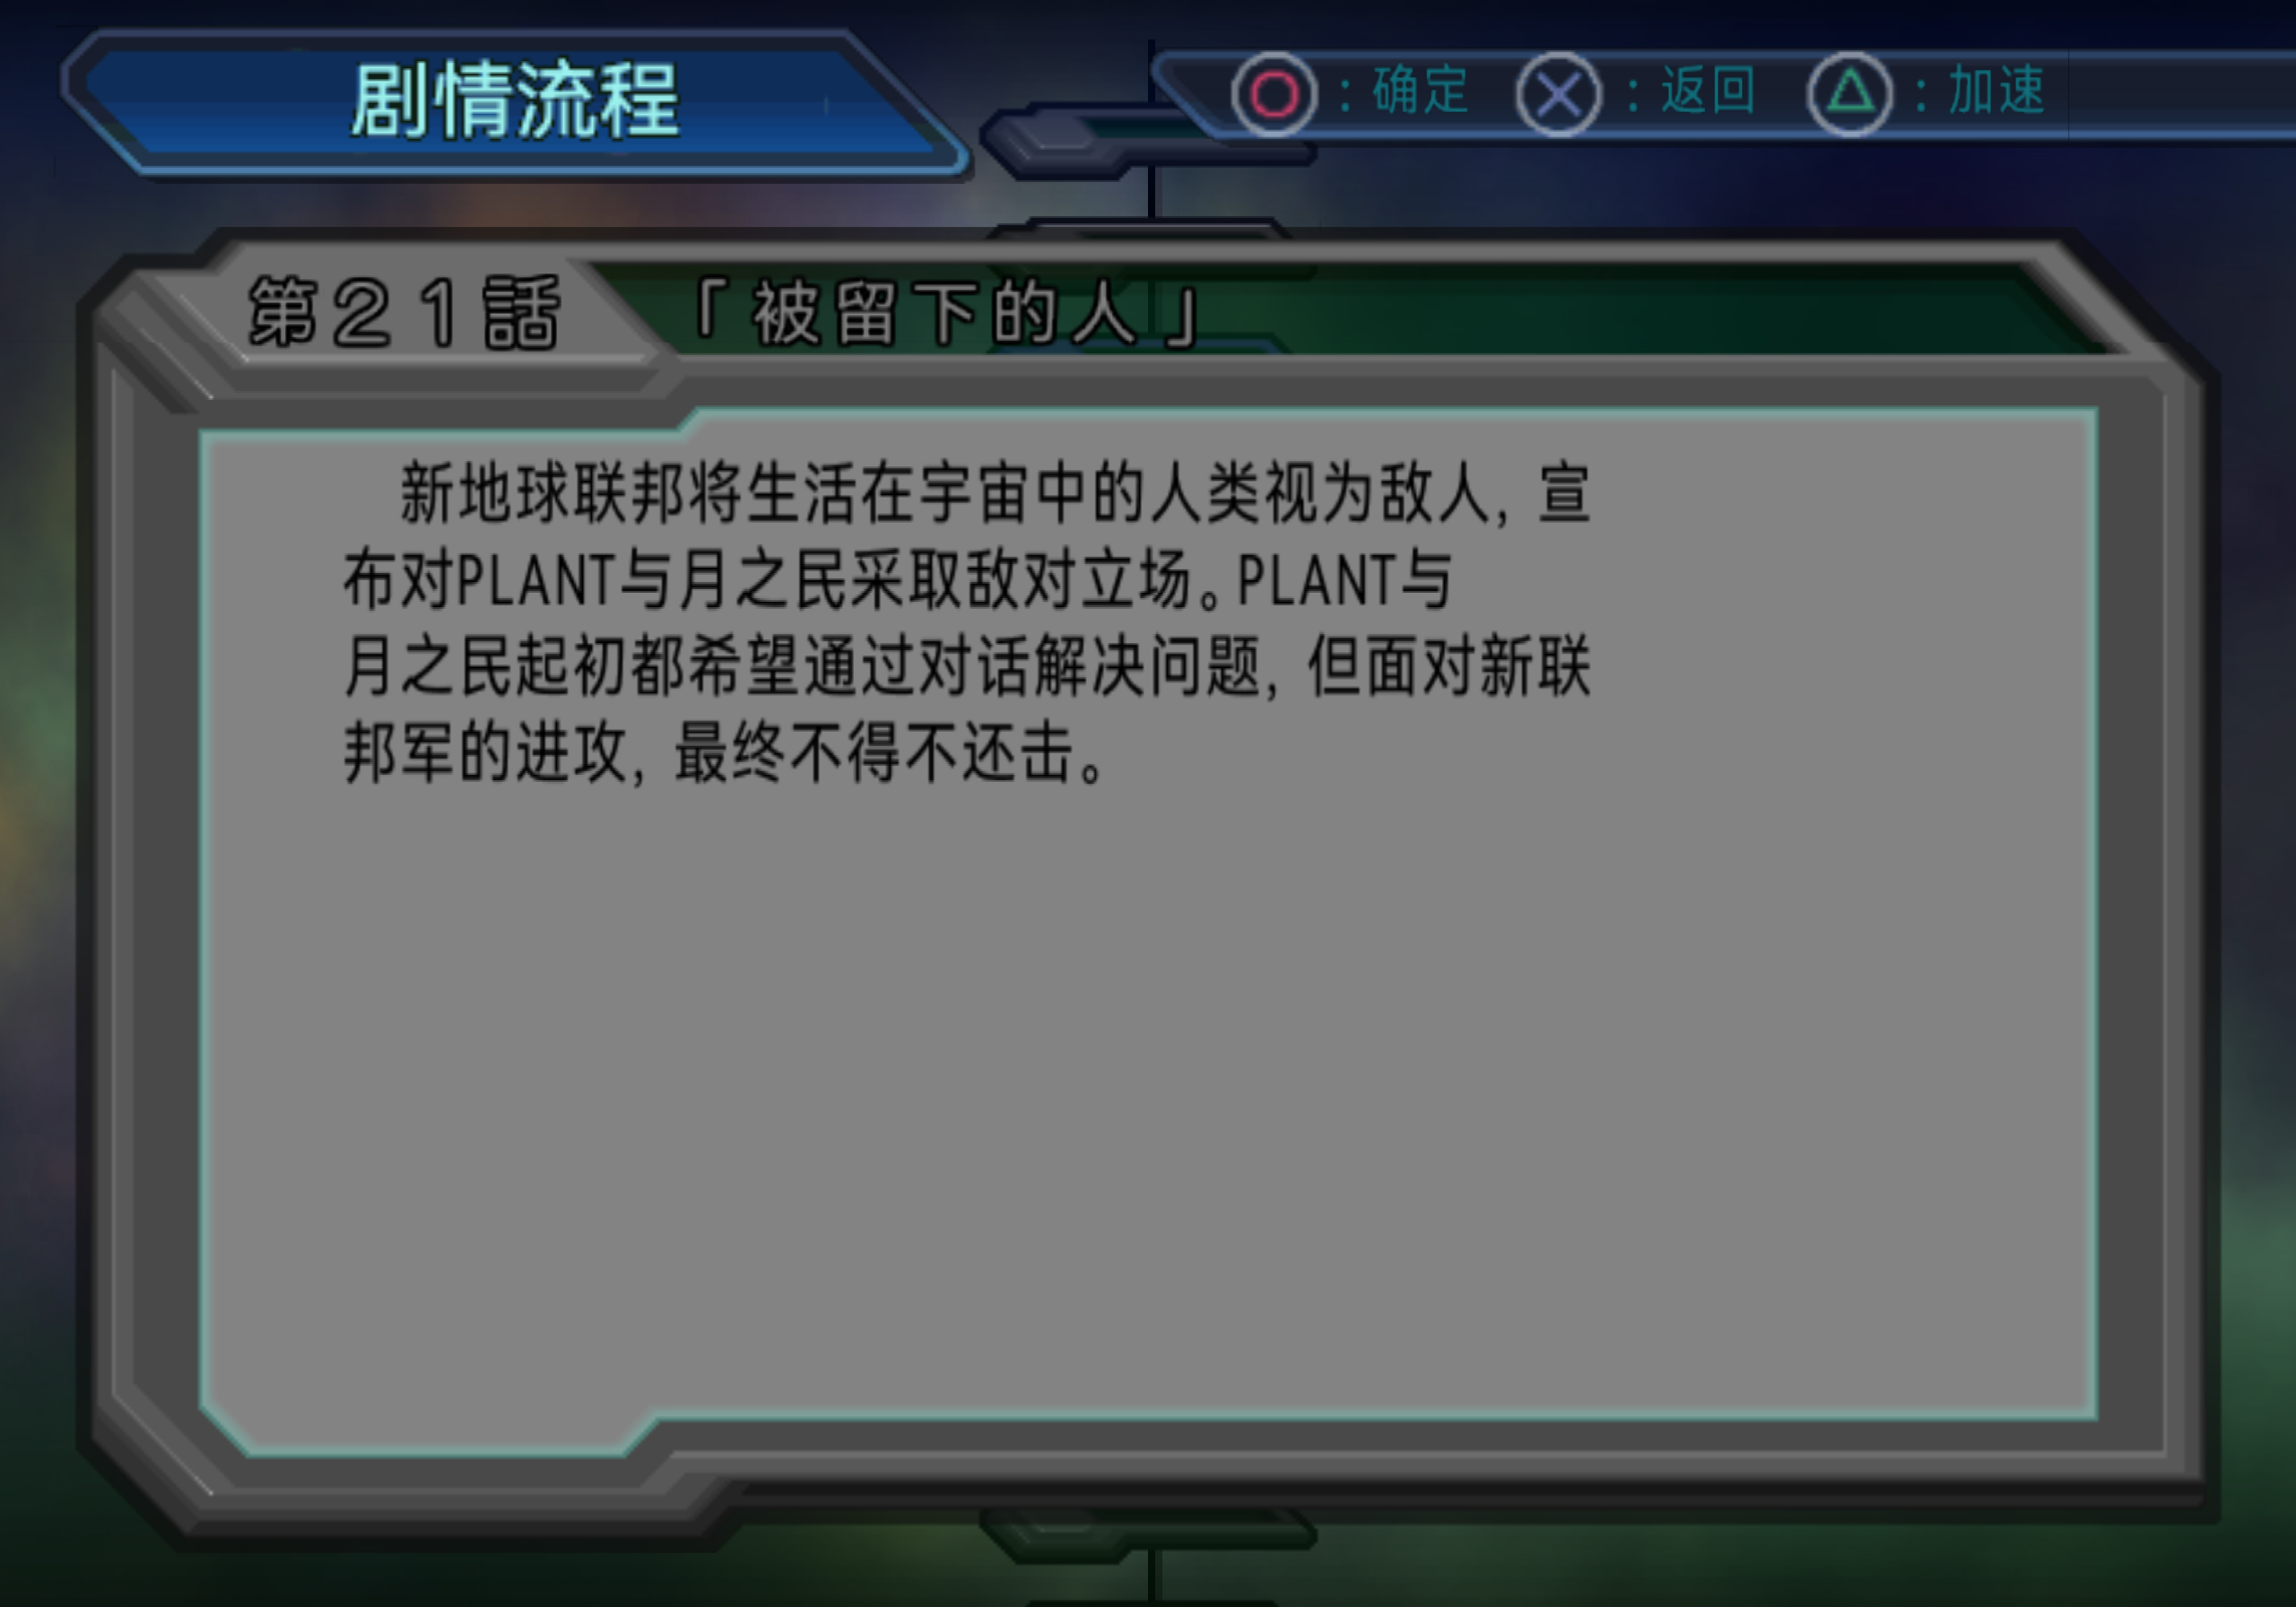 剧情流程
：确定 ：返回 ：加速
第21話 「被留下的人」
新地球联邦将生活在宇宙中的人类视为敌人，宣
布对PLANT与月之民采取敌对立场。PLANT与
月之民起初都希望通过对话解决问题，但面对新联
邦军的进攻，最终不得不还击。